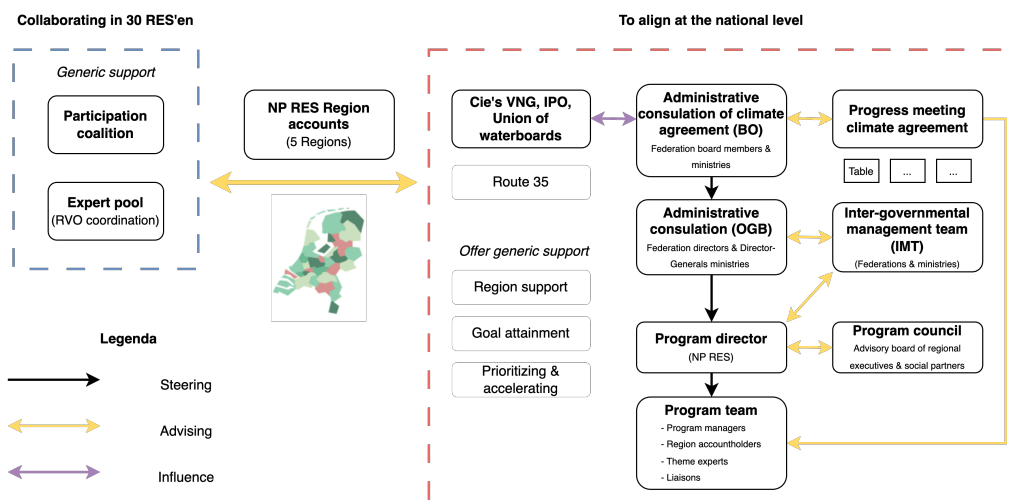 Collaborating in 30 RES'en
To align at the national level
Generic support
Participation
coalition
Expert pool
(RVO coordination)
NP RES Region
accounts
(5 Regions)
Cie's VNG, IPO,
Union of
waterboards
Route 35
Offer generic support
Region support
Goal attainment
Prioritizing &
accelerating
Administrative
consulation of climate
agreement (BO)
Federation board members &
ministries
Administrative
consulation (OGB)
Federation directors & Director-
Generals ministries
Program director
(NP RES)
Program team
- Program managers
- Region accountholders
- Theme experts
- Liaisons
Progress meeting
climate agreement
Table
...
...
Inter-governmental
management team
(IMT)
(Federations & ministries)
Program council
Advisory board of regional
executives & social partners
Legenda
Steering
Advising
Influence